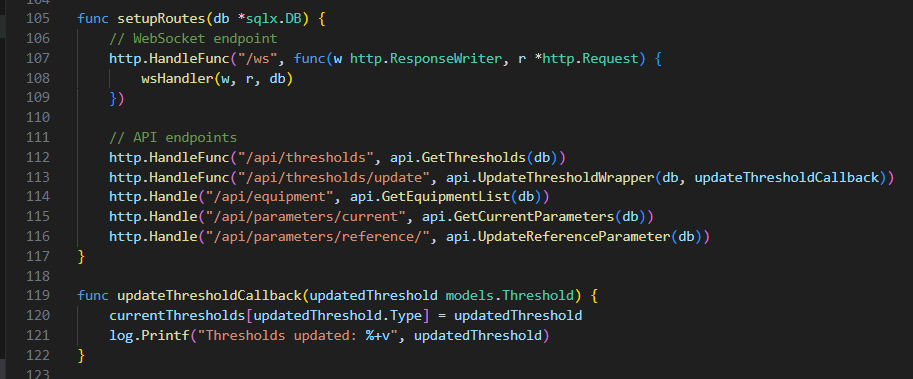 104
105 func setupRoutes(db *sqlx.DB) {
106     // WebSocket endpoint
107     http.HandleFunc("/ws", func(w http.ResponseWriter, r *http.Request) {
108         wsHandler(w, r, db)
109     })
110
111     // API endpoints
112     http.HandleFunc("/api/thresholds", api.GetThresholds(db))
113     http.HandleFunc("/api/thresholds/update", api.UpdateThresholdWrapper(db, updateThresholdCallback))
114     http.Handle("/api/equipment", api.GetEquipmentList(db))
115     http.Handle("/api/parameters/current", api.GetCurrentParameters(db))
116     http.Handle("/api/parameters/reference/", api.UpdateReferenceParameter(db))
117 }
118
119 func updateThresholdCallback(updatedThreshold models.Threshold) {
120     currentThresholds[updatedThreshold.Type] = updatedThreshold
121     log.Printf("Thresholds updated: %+v", updatedThreshold)
122 }
123